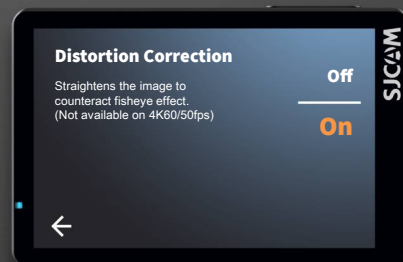 Distortion Correction
Straightens the image to
counteract fisheye effect.
(Not available on 4K60/50fps)
Off
On
SJCAM